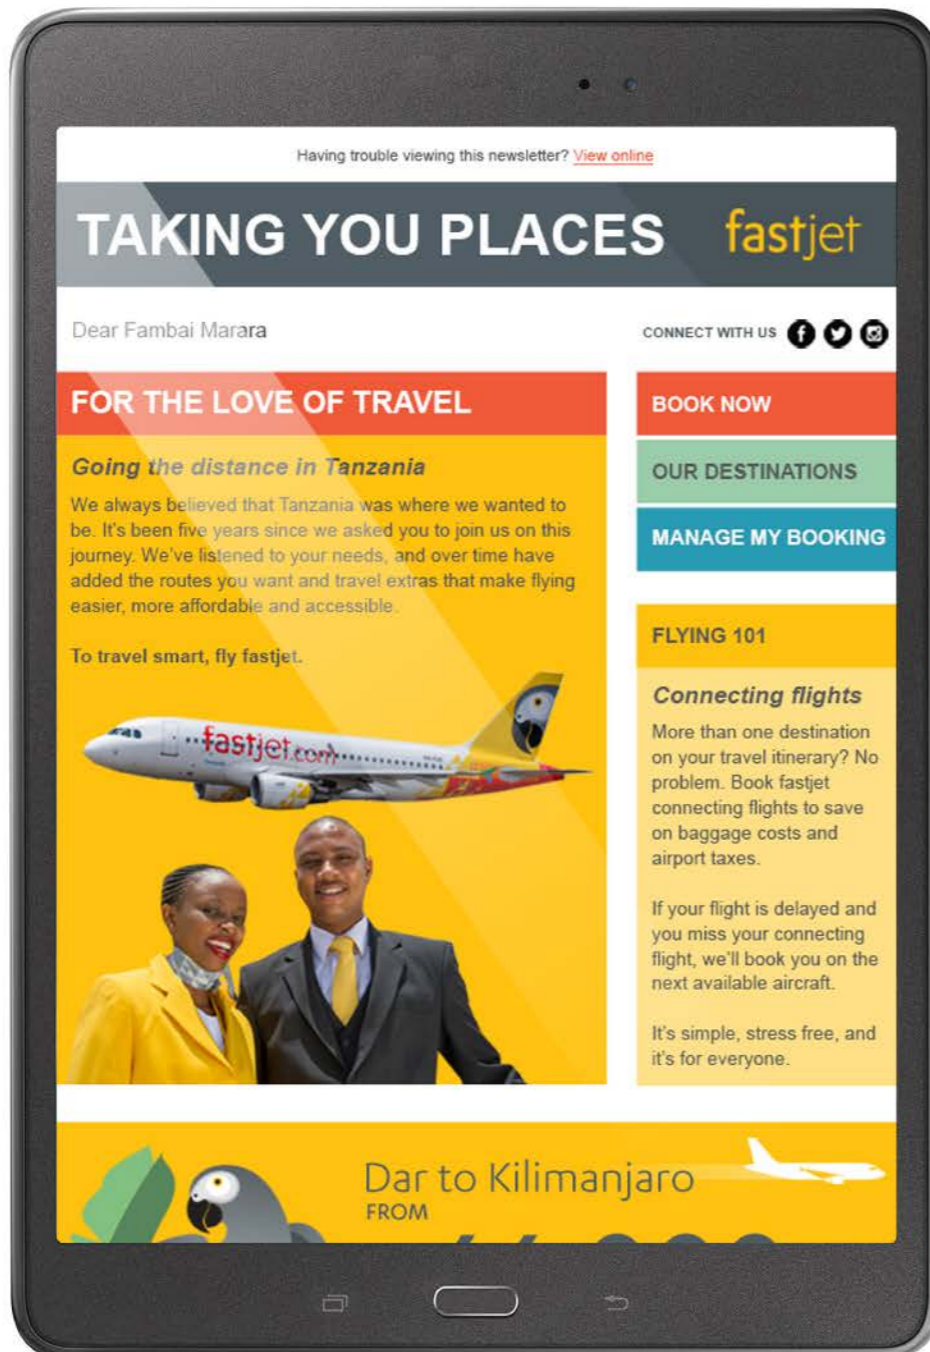 Having trouble viewing this newsletter? View online
TAKING YOU PLACES
fastjet
Dear Fambai Marara
CONNECT WITH US
FOR THE LOVE OF TRAVEL
Going the distance in Tanzania
We always believed that Tanzania was where we wanted to
be. It's been five years since we asked you to join us on this
journey. We've listened to your needs, and over time have
added the routes you want and travel extras that make flying
easier, more affordable and accessible.
To travel smart, fly fastjet.
fastjet.com
BOOK NOW
OUR DESTINATIONS
MANAGE MY BOOKING
FLYING 101
Connecting flights
More than one destination
on your travel itinerary? No
problem. Book fastjet
connecting flights to save
on baggage costs and
airport taxes.
If your flight is delayed and
you miss your connecting
flight, we'll book you on the
next available aircraft.
It's simple, stress free, and
it's for everyone.
Dar to Kilimanjaro
FROM